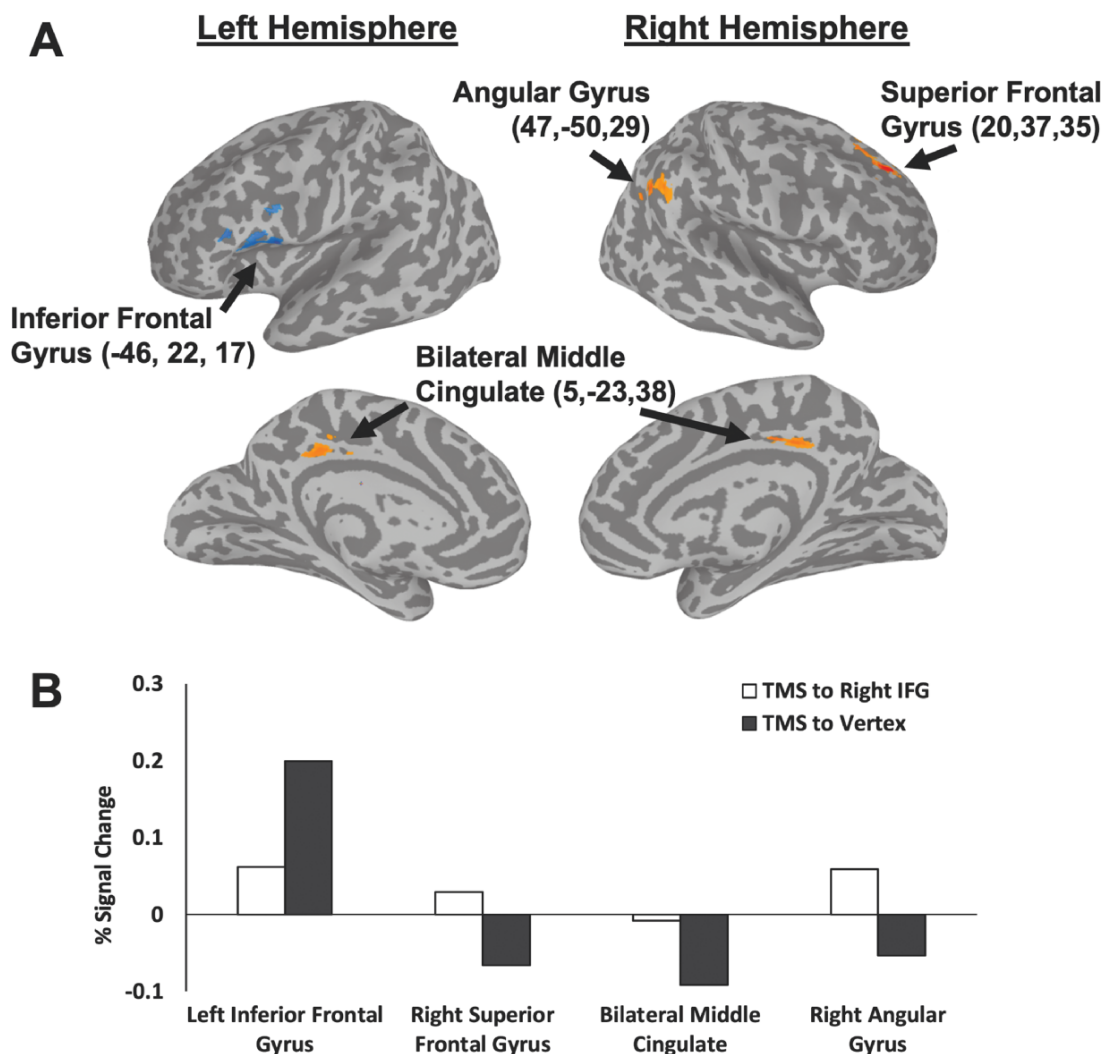 A
Left Hemisphere
Right Hemisphere
Angular Gyrus
(47,-50,29)
Superior Frontal
Gyrus (20,37,35)
Inferior Frontal
Gyrus (-46, 22, 17)
Bilateral Middle
Cingulate (5,-23,38)
B
% Signal Change
0.3
0.2
0.1
0
-0.1
TMS to Right IFG
TMS to Vertex
Left Inferior Frontal
Gyrus
Right Superior
Frontal Gyrus
Bilateral Middle
Cingulate
Right Angular
Gyrus